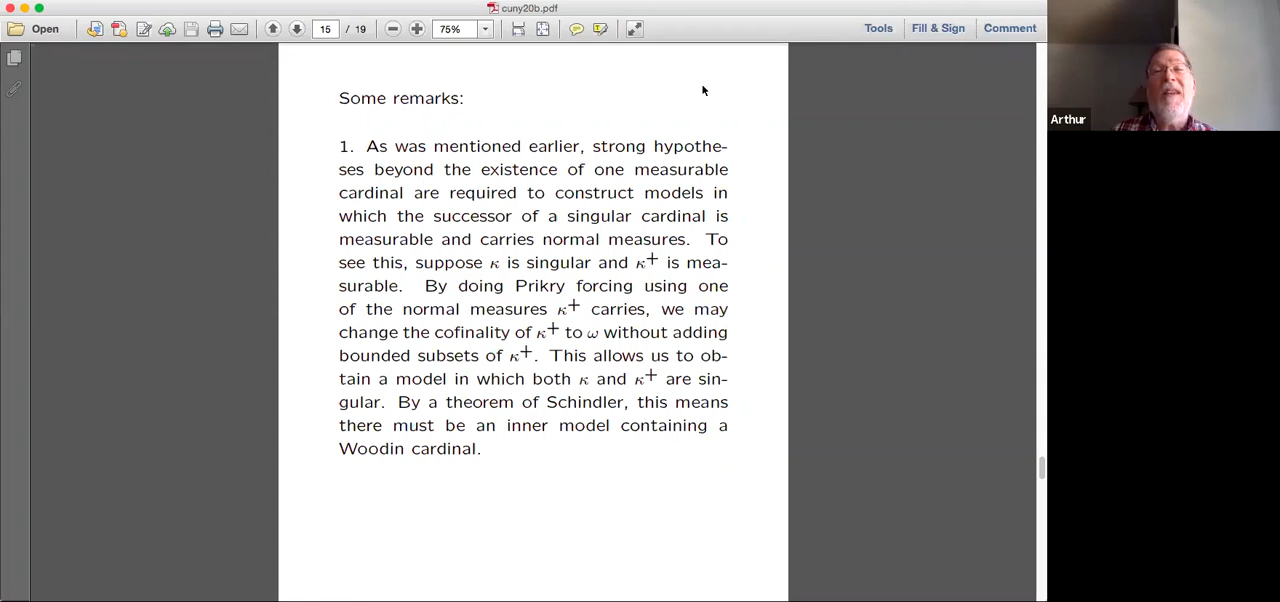 cuny20b.pdf
Open
15 / 19
75%
Tools
Fill & Sign
Comment
Some remarks:
1. As was mentioned earlier, strong hypothe-
ses beyond the existence of one measurable
cardinal are required to construct models in
which the successor of a singular cardinal is
measurable and carries normal measures. To
see this, suppose κ is singular and κ⁺ is mea-
surable. By doing Prikry forcing using one
of the normal measures κ⁺ carries, we may
change the cofinality of κ⁺ to ω without adding
bounded subsets of κ⁺. This allows us to ob-
tain a model in which both κ and κ⁺ are sin-
gular. By a theorem of Schindler, this means
there must be an inner model containing a
Woodin cardinal.
Arthur